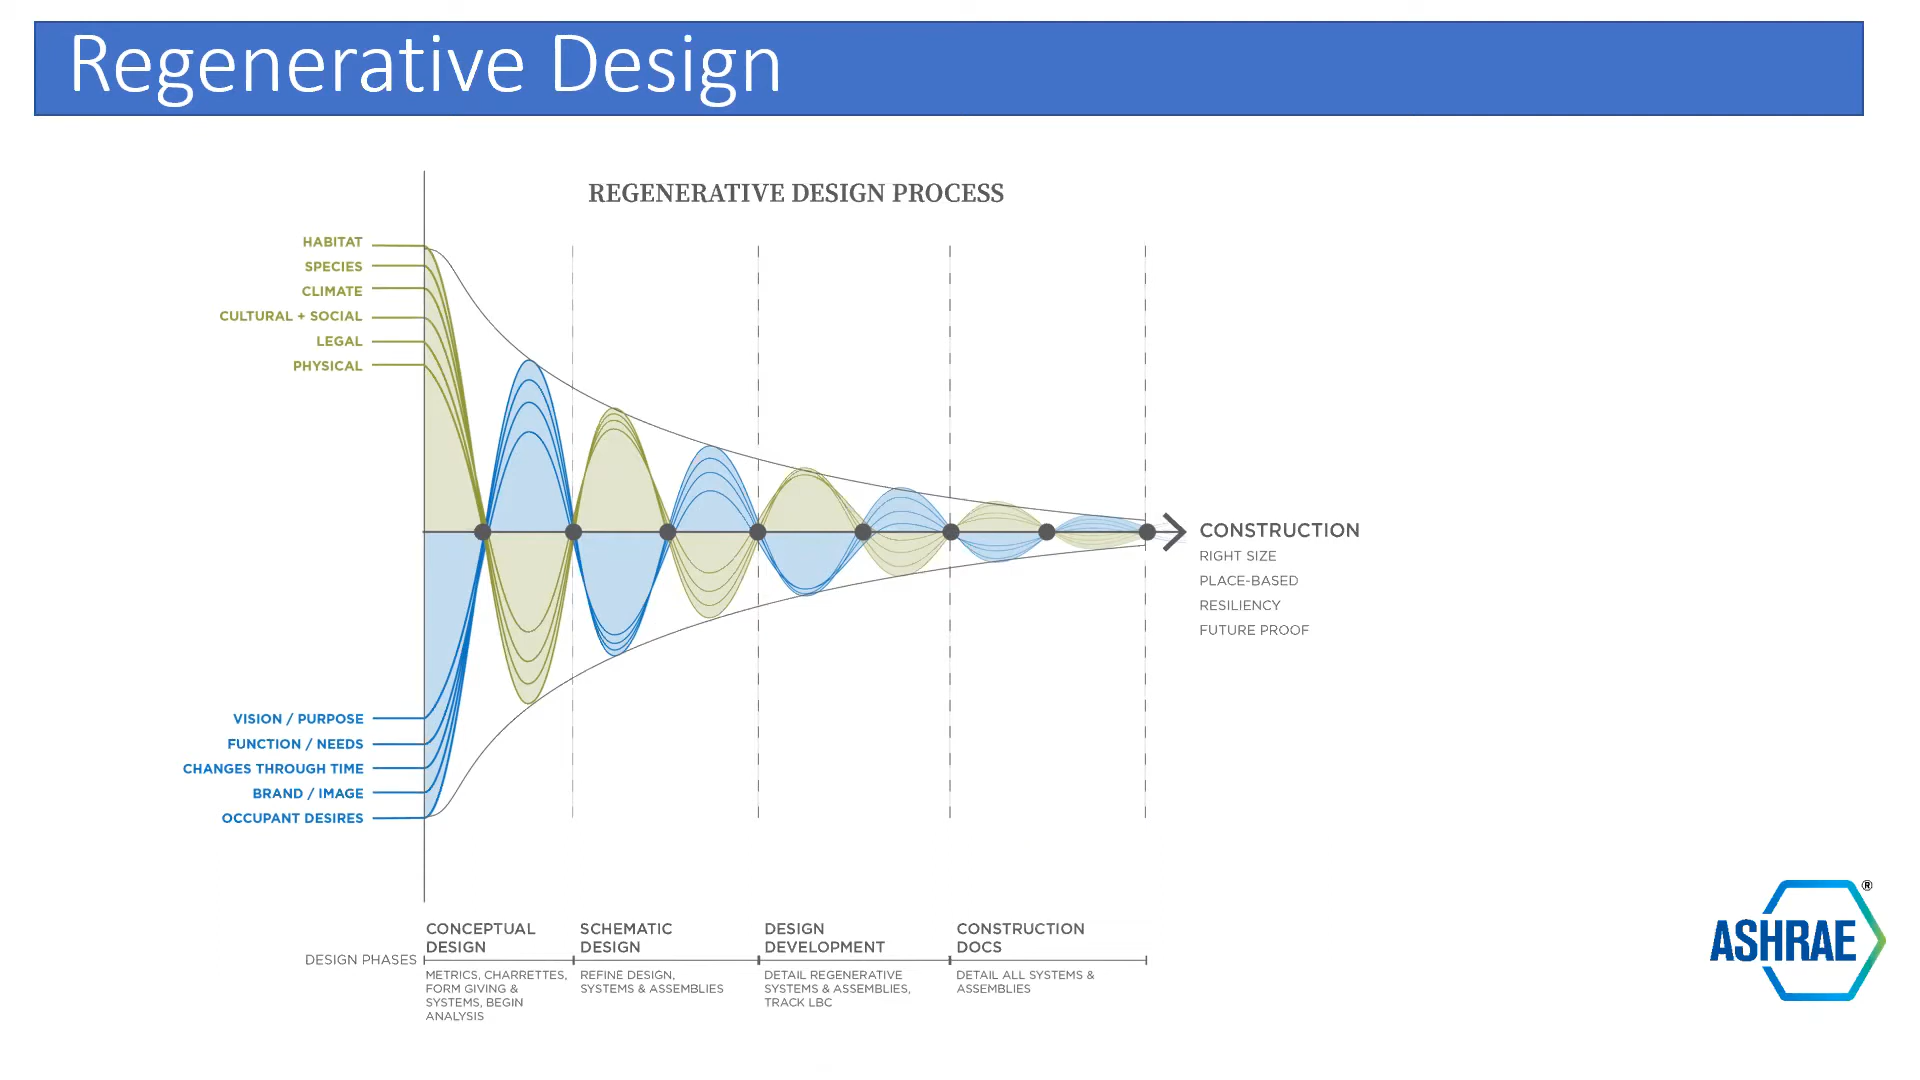 Regenerative Design
REGENERATIVE DESIGN PROCESS
HABITAT
SPECIES
CLIMATE
CULTURAL + SOCIAL
LEGAL
PHYSICAL
CONSTRUCTION
RIGHT SIZE
PLACE-BASED
RESILIENCY
FUTURE PROOF
VISION / PURPOSE
FUNCTION / NEEDS
CHANGES THROUGH TIME
BRAND / IMAGE
OCCUPANT DESIRES
DESIGN PHASES
CONCEPTUAL
DESIGN
METRICS, CHARRETTES,
FORM GIVING &
SYSTEMS, BEGIN
ANALYSIS
SCHEMATIC
DESIGN
REFINE DESIGN,
SYSTEMS & ASSEMBLIES
DESIGN
DEVELOPMENT
DETAIL REGENERATIVE
SYSTEMS & ASSEMBLIES,
TRACK LBC
CONSTRUCTION
DOCS
DETAIL ALL SYSTEMS &
ASSEMBLIES
ASHRAE®